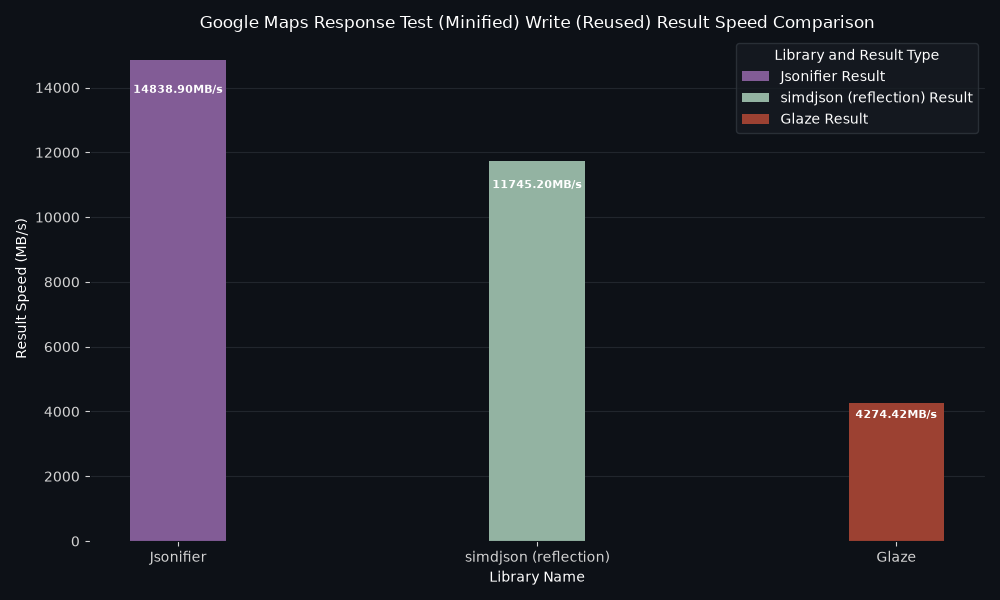 Google Maps Response Test (Minified) Write (Reused) Result Speed Comparison
Library and Result Type
Jsonifier Result
simdjson (reflection) Result
Glaze Result
14838.90MB/s
11745.20MB/s
4274.42MB/s
Result Speed (MB/s)
14000
12000
10000
8000
6000
4000
2000
0
Jsonifier
simdjson (reflection)
Glaze
Library Name